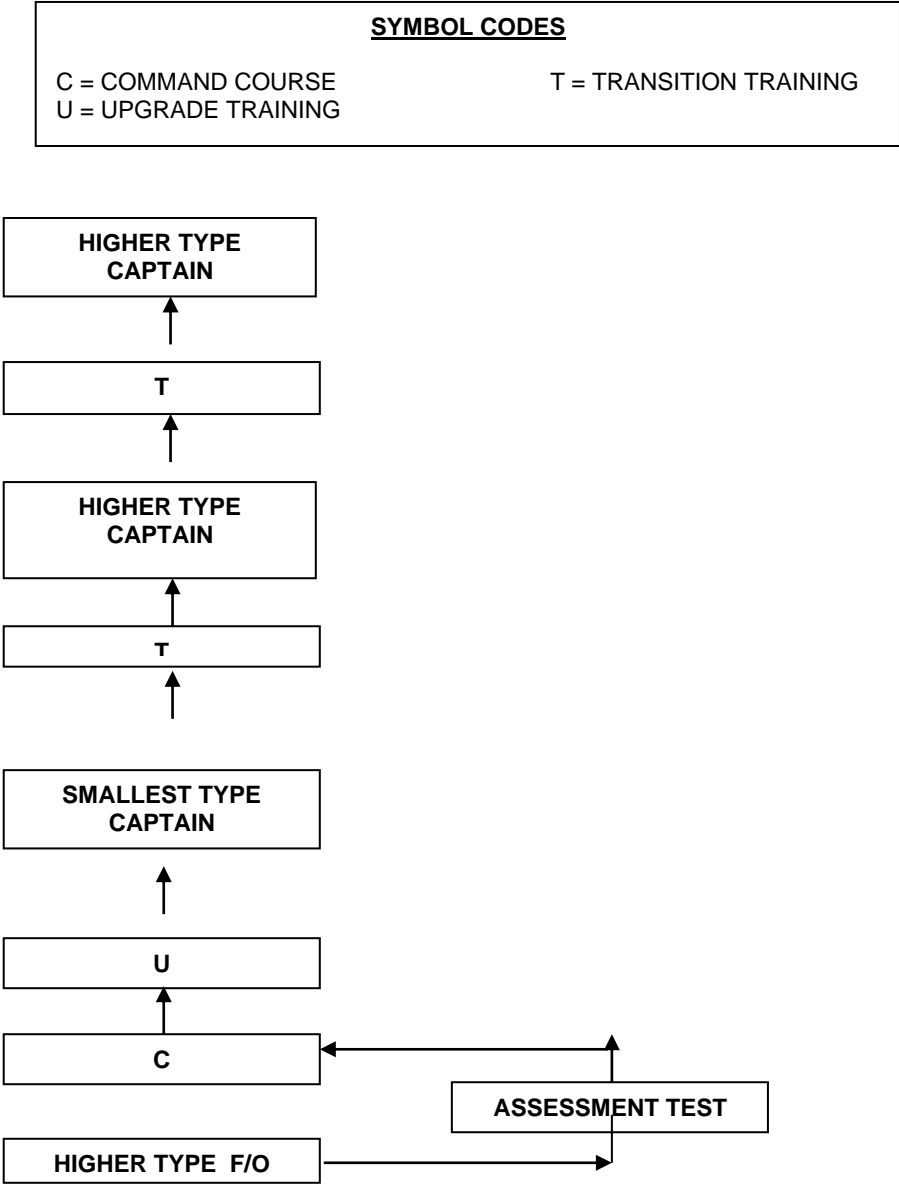 SYMBOL CODES
C = COMMAND COURSE T = TRANSITION TRAINING
U = UPGRADE TRAINING
HIGHER TYPE
CAPTAIN
T
HIGHER TYPE
CAPTAIN
T
SMALLEST TYPE
CAPTAIN
U
C
ASSESSMENT TEST
HIGHER TYPE F/O